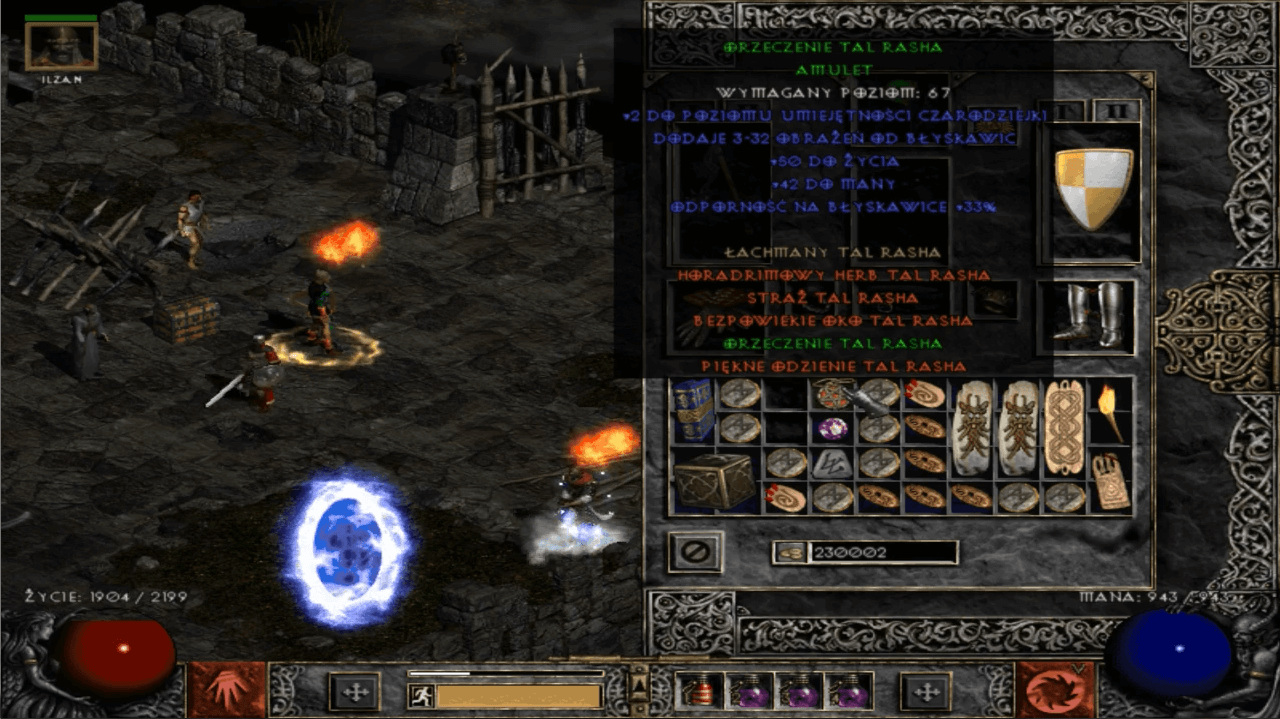 ILZAN
ORZECZENIE TAL RASHA
AMULET
WYMAGANY POZIOM: 67
+2 DO POZIOMU UMIEJĘTNOŚCI CZARODZIEJKI
DODAJE 3-32 OBRAŻEŃ OD BŁYSKAWIC
+50 DO ŻYCIA
+42 DO MANY
ODPORNOŚĆ NA BŁYSKAWICE +33%
ŁACHMANY TAL RASHA
HORADRIMOWY HERB TAL RASHA
STRAŻ TAL RASHA
BEZPOWIEKIE OKO TAL RASHA
ORZECZENIE TAL RASHA
PIĘKNE ODZIENIE TAL RASHA
II
230002
ŻYCIE: 1904 / 2199
MANA: 943 / 943